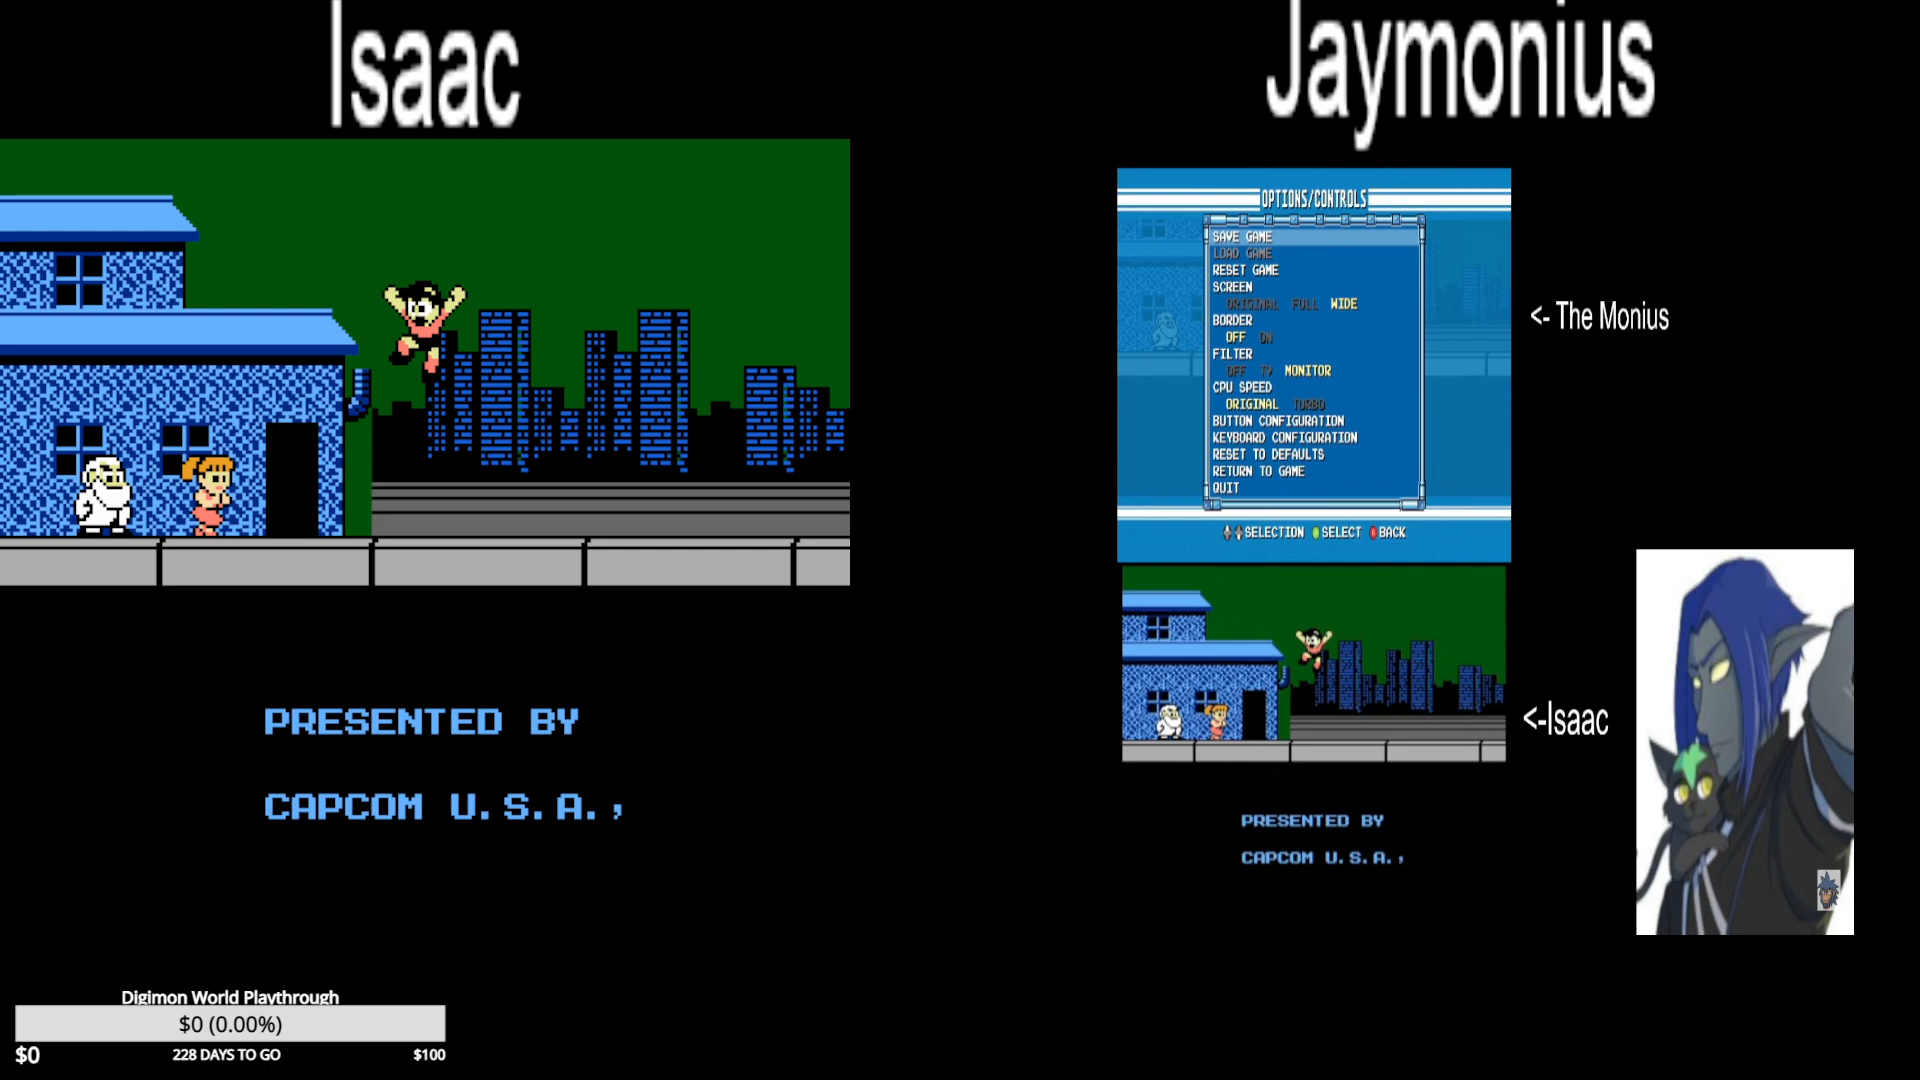 Isaac
Jaymonius
PRESENTED BY
CAPCOM U.S.A.,
OPTIONS/CONTROLS
SAVE GAME
LOAD GAME
RESET GAME
SCREEN
ORIGINAL FULL WIDE
BORDER
OFF ON
FILTER
OFF TV MONITOR
CPU SPEED
ORIGINAL TURBO
BUTTON CONFIGURATION
KEYBOARD CONFIGURATION
RESET TO DEFAULTS
RETURN TO GAME
QUIT
SELECTION SELECT BACK
<- The Monius
<-Isaac
PRESENTED BY
CAPCOM U.S.A.,
Digimon World Playthrough
$0 (0.00%)
$0 228 DAYS TO GO $100